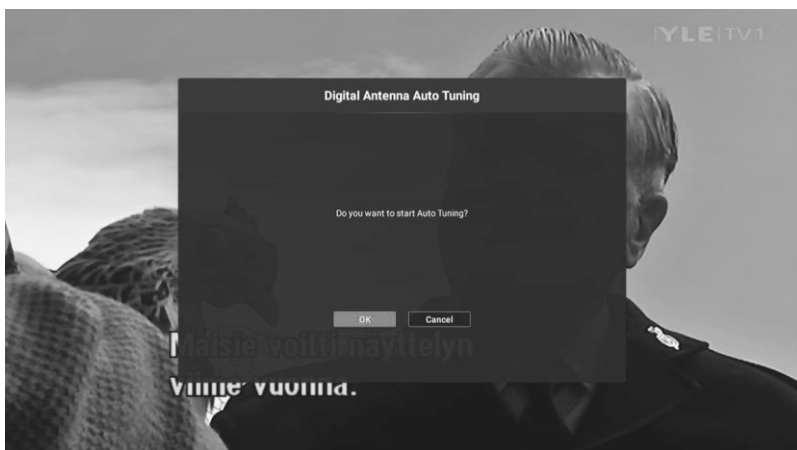 YLE TV1
Digital Antenna Auto Tuning
Do you want to start Auto Tuning?
OK
Cancel
Maisie voitti näyttelyn
viime vuonna.